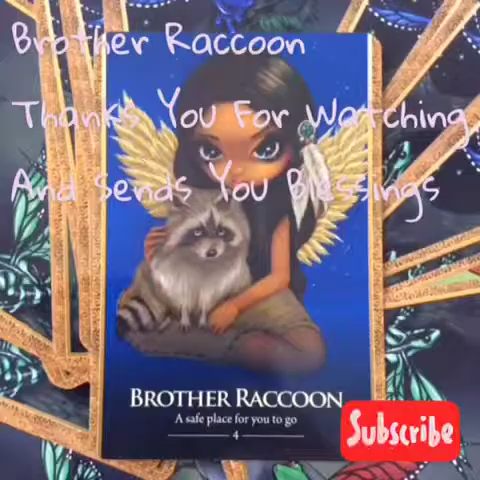 Brother Raccoon
Thanks You For Watching
And Sends You Blessings
BROTHER RACCOON
A safe place for you to go
4
Subscribe